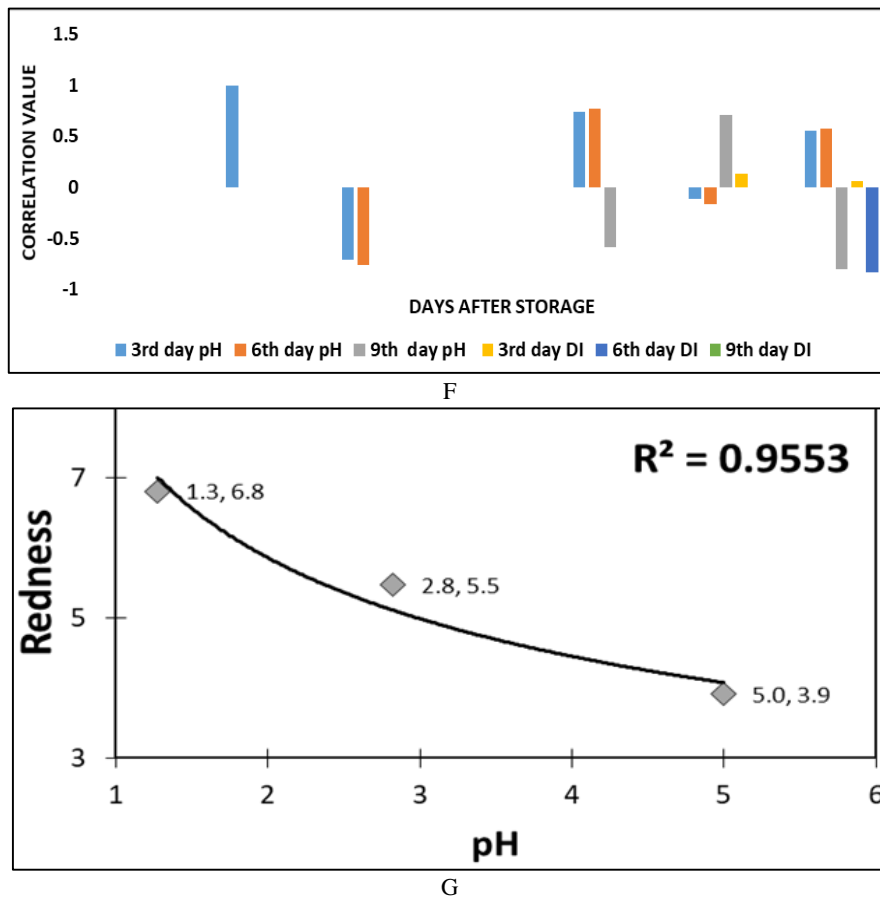 1.5
1
0.5
0
-0.5
-1
CORRELATION VALUE
DAYS AFTER STORAGE
3rd day pH 6th day pH 9th day pH 3rd day DI 6th day DI 9th day DI
F
R² = 0.9553
7
5
3
Redness
1.3, 6.8
2.8, 5.5
5.0, 3.9
1 2 3 4 5 6
pH
G